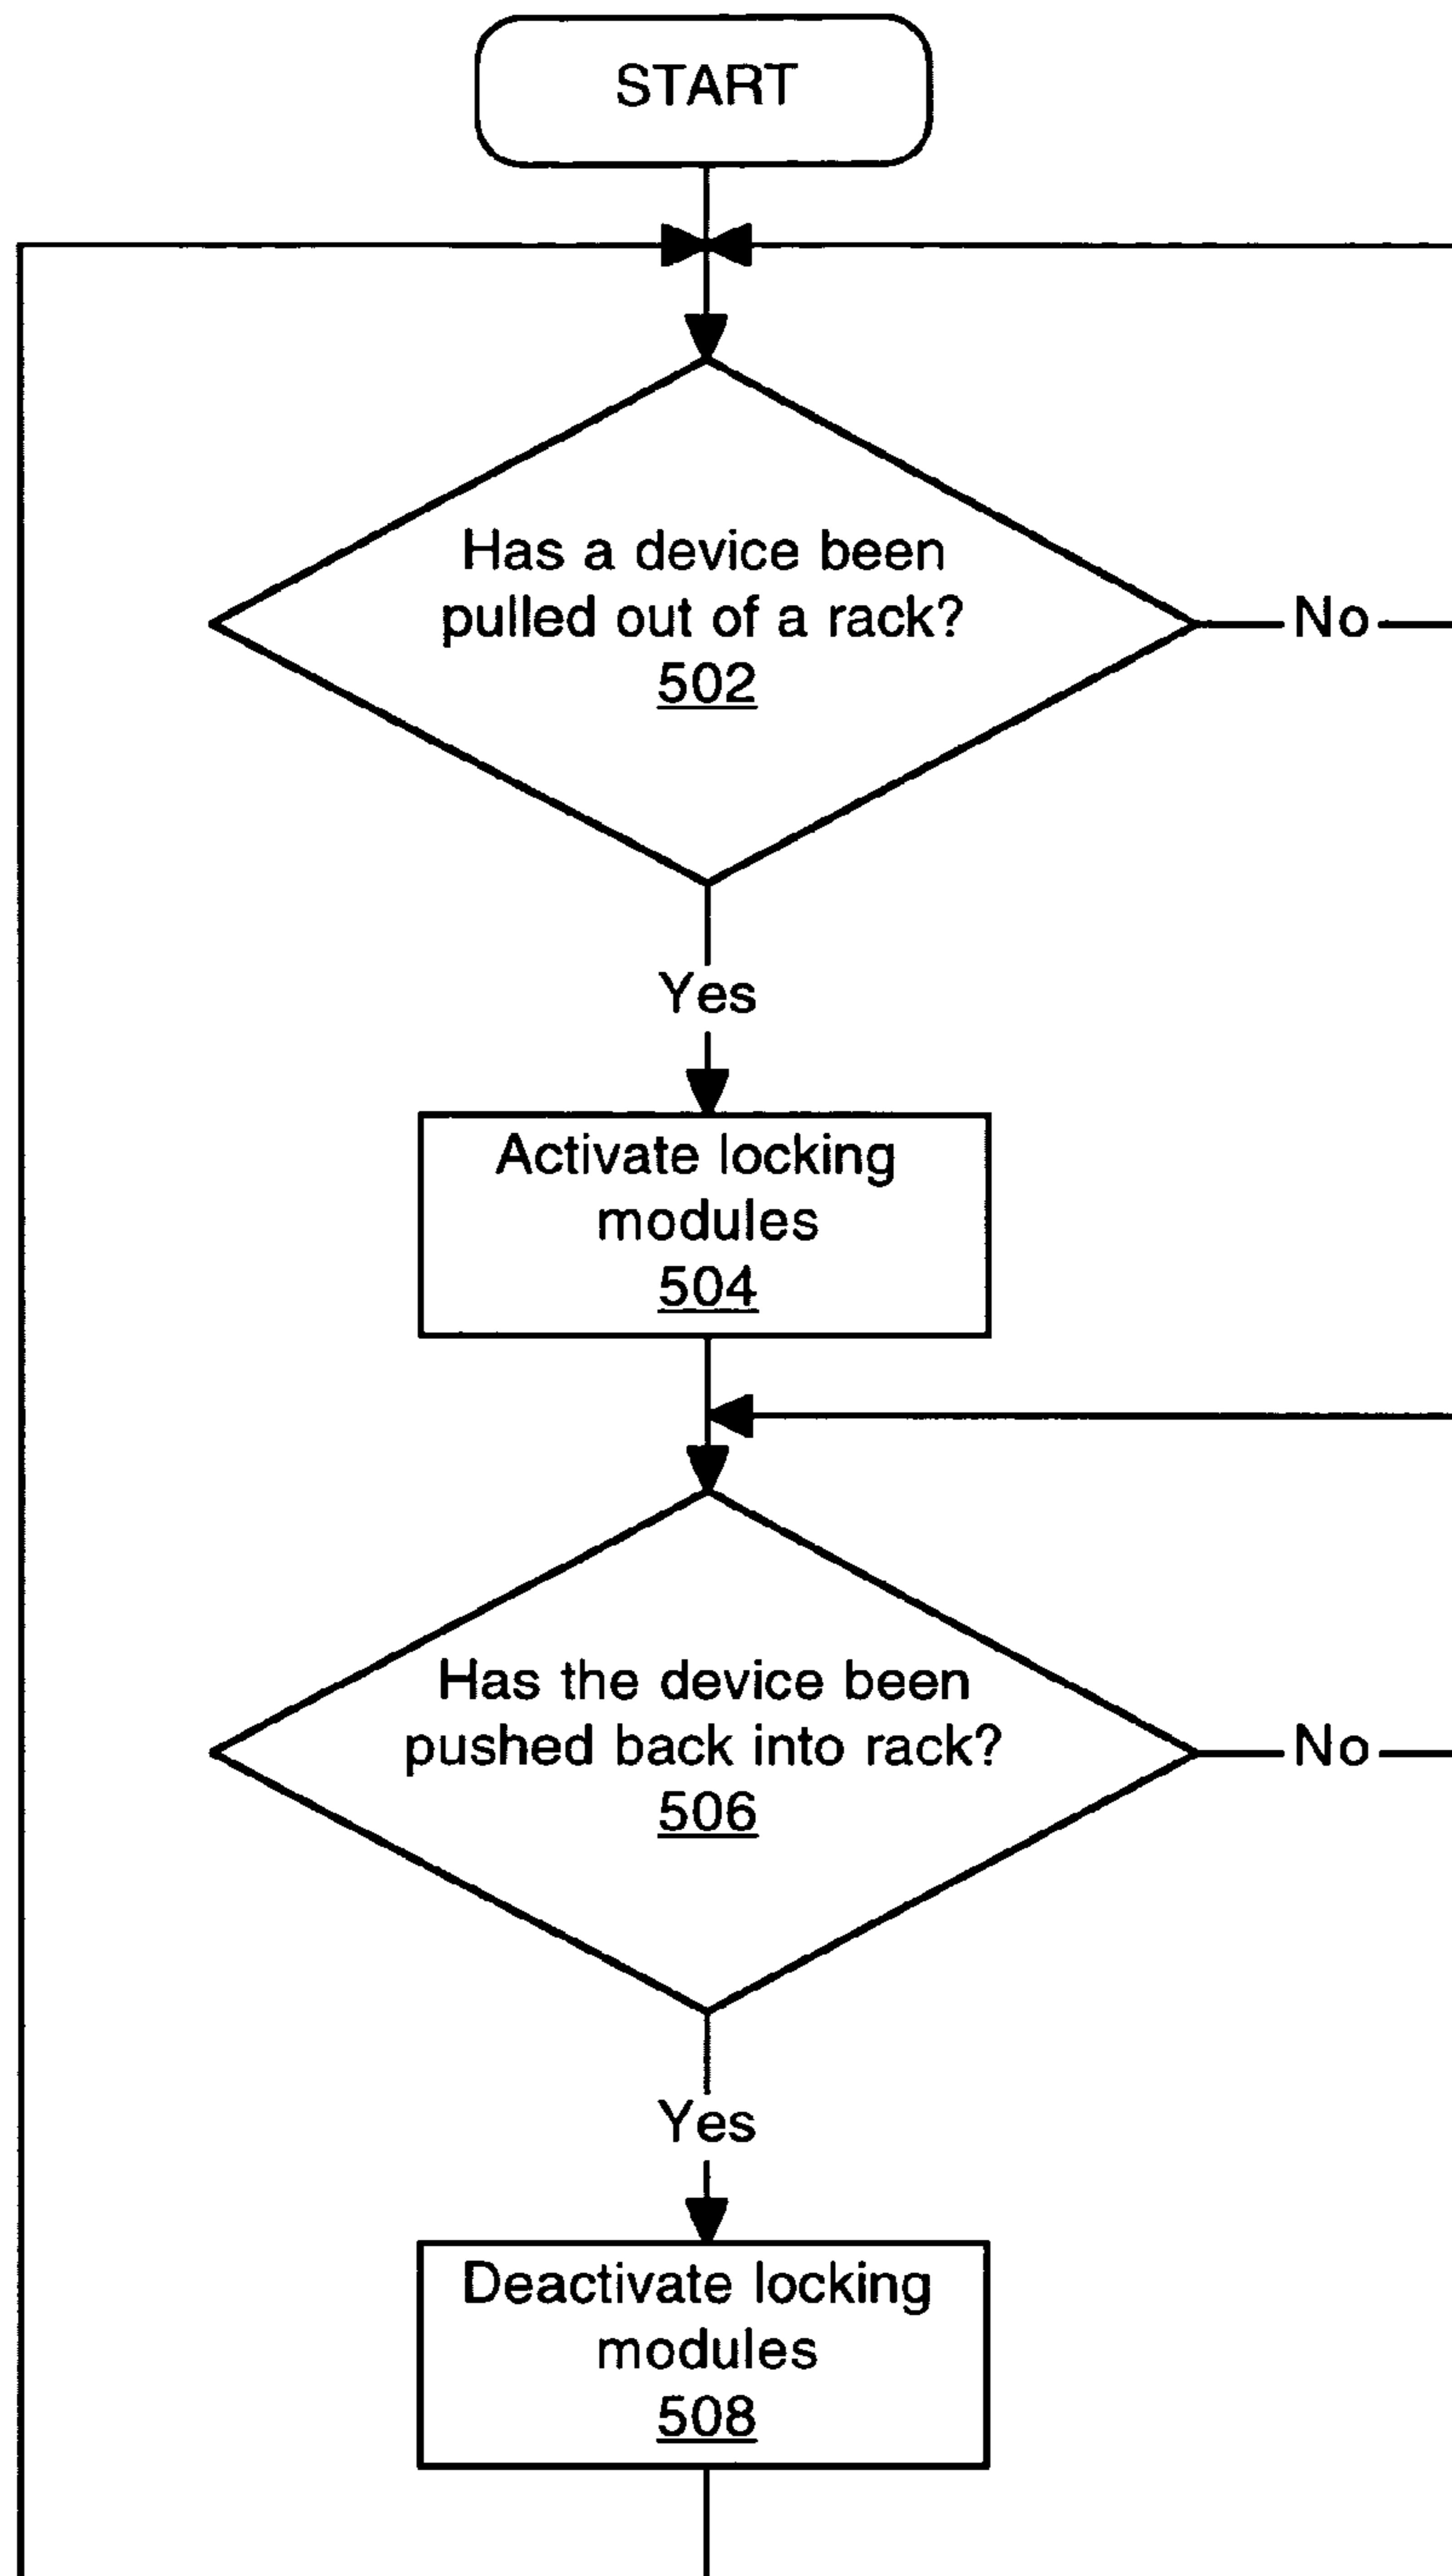 START
Has a device been
pulled out of a rack?
502
No
Yes
Activate locking
modules
504
Has the device been
pushed back into rack?
506
No
Yes
Deactivate locking
modules
508